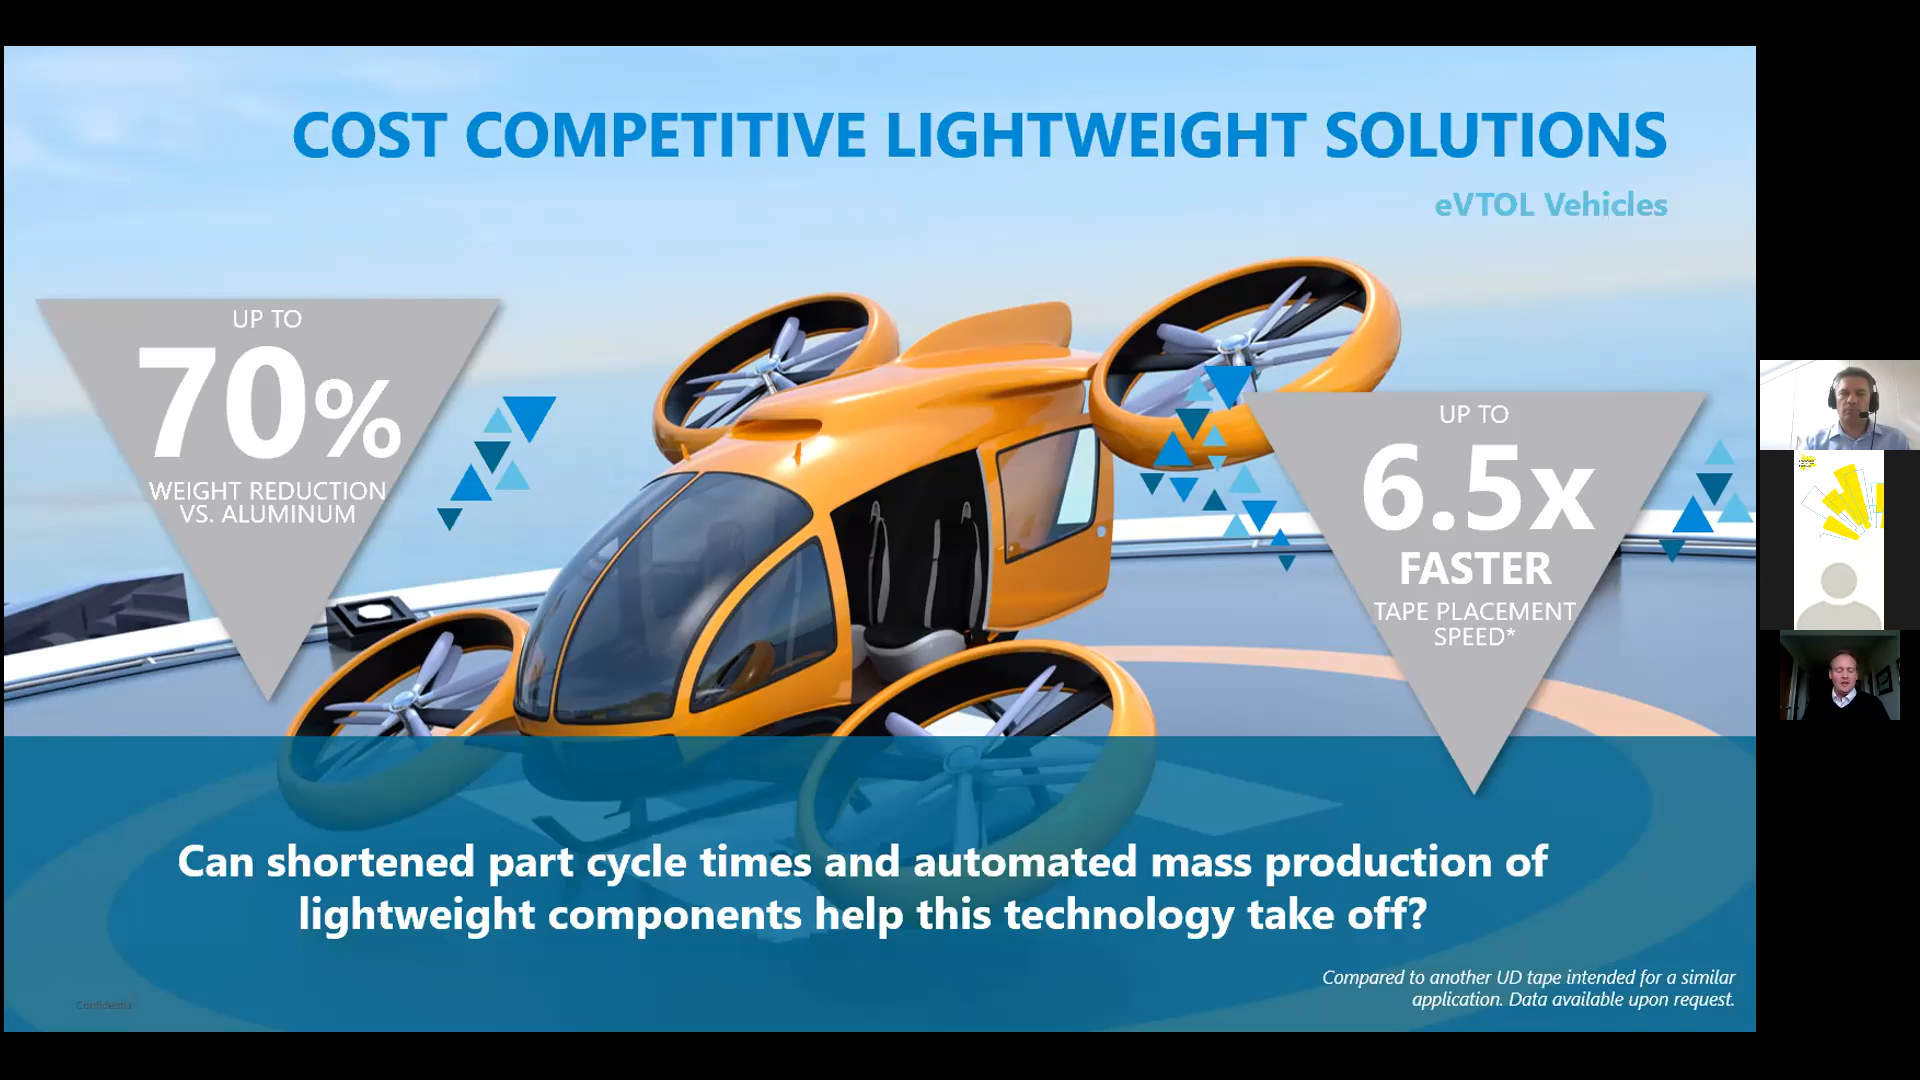 COST COMPETITIVE LIGHTWEIGHT SOLUTIONS
eVTOL Vehicles
UP TO
70%
WEIGHT REDUCTION
VS. ALUMINUM
UP TO
6.5x
FASTER
TAPE PLACEMENT
SPEED*
Can shortened part cycle times and automated mass production of
lightweight components help this technology take off?
Compared to another UD tape intended for a similar
application. Data available upon request.